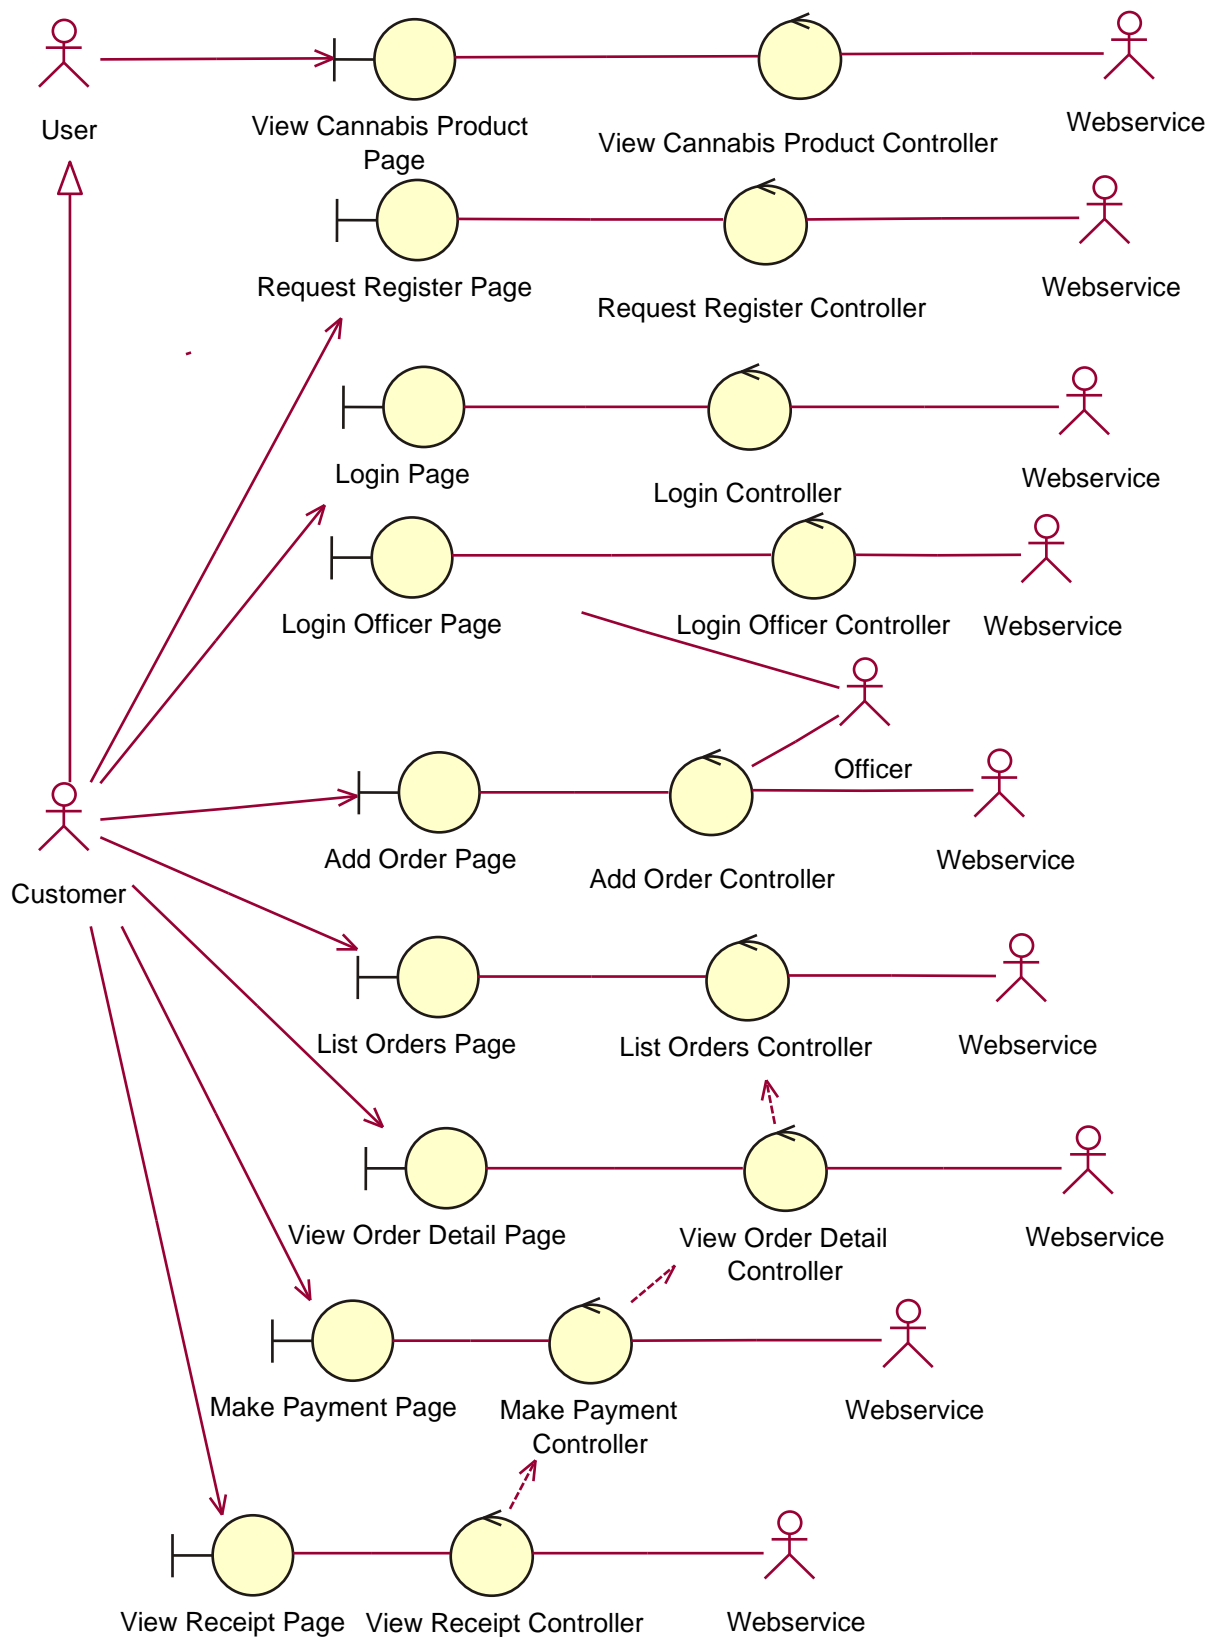 User
View Cannabis Product
Page
View Cannabis Product Controller
Webservice
Request Register Page
Request Register Controller
Webservice
Login Page
Login Controller
Webservice
Login Officer Page
Login Officer Controller
Webservice
Officer
Customer
Add Order Page
Add Order Controller
Webservice
List Orders Page
List Orders Controller
Webservice
View Order Detail Page
View Order Detail
Controller
Webservice
Make Payment Page
Make Payment
Controller
Webservice
View Receipt Page
View Receipt Controller
Webservice